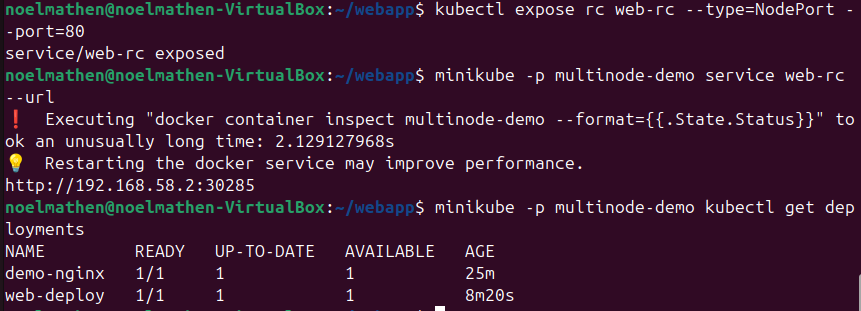 noelmathen@noelmathen-VirtualBox:~/webapp$ kubectl expose rc web-rc --type=NodePort -
-port=80
service/web-rc exposed
noelmathen@noelmathen-VirtualBox:~/webapp$ minikube -p multinode-demo service web-rc
--url
❗  Executing "docker container inspect multinode-demo --format={{.State.Status}}" to
ok an unusually long time: 2.129127968s
💡  Restarting the docker service may improve performance.
http://192.168.58.2:30285
noelmathen@noelmathen-VirtualBox:~/webapp$ minikube -p multinode-demo kubectl get dep
loyments
NAME         READY   UP-TO-DATE   AVAILABLE   AGE
demo-nginx   1/1     1            1           25m
web-deploy   1/1     1            1           8m20s
noelmathen@noelmathen-VirtualBox:~/webapp$